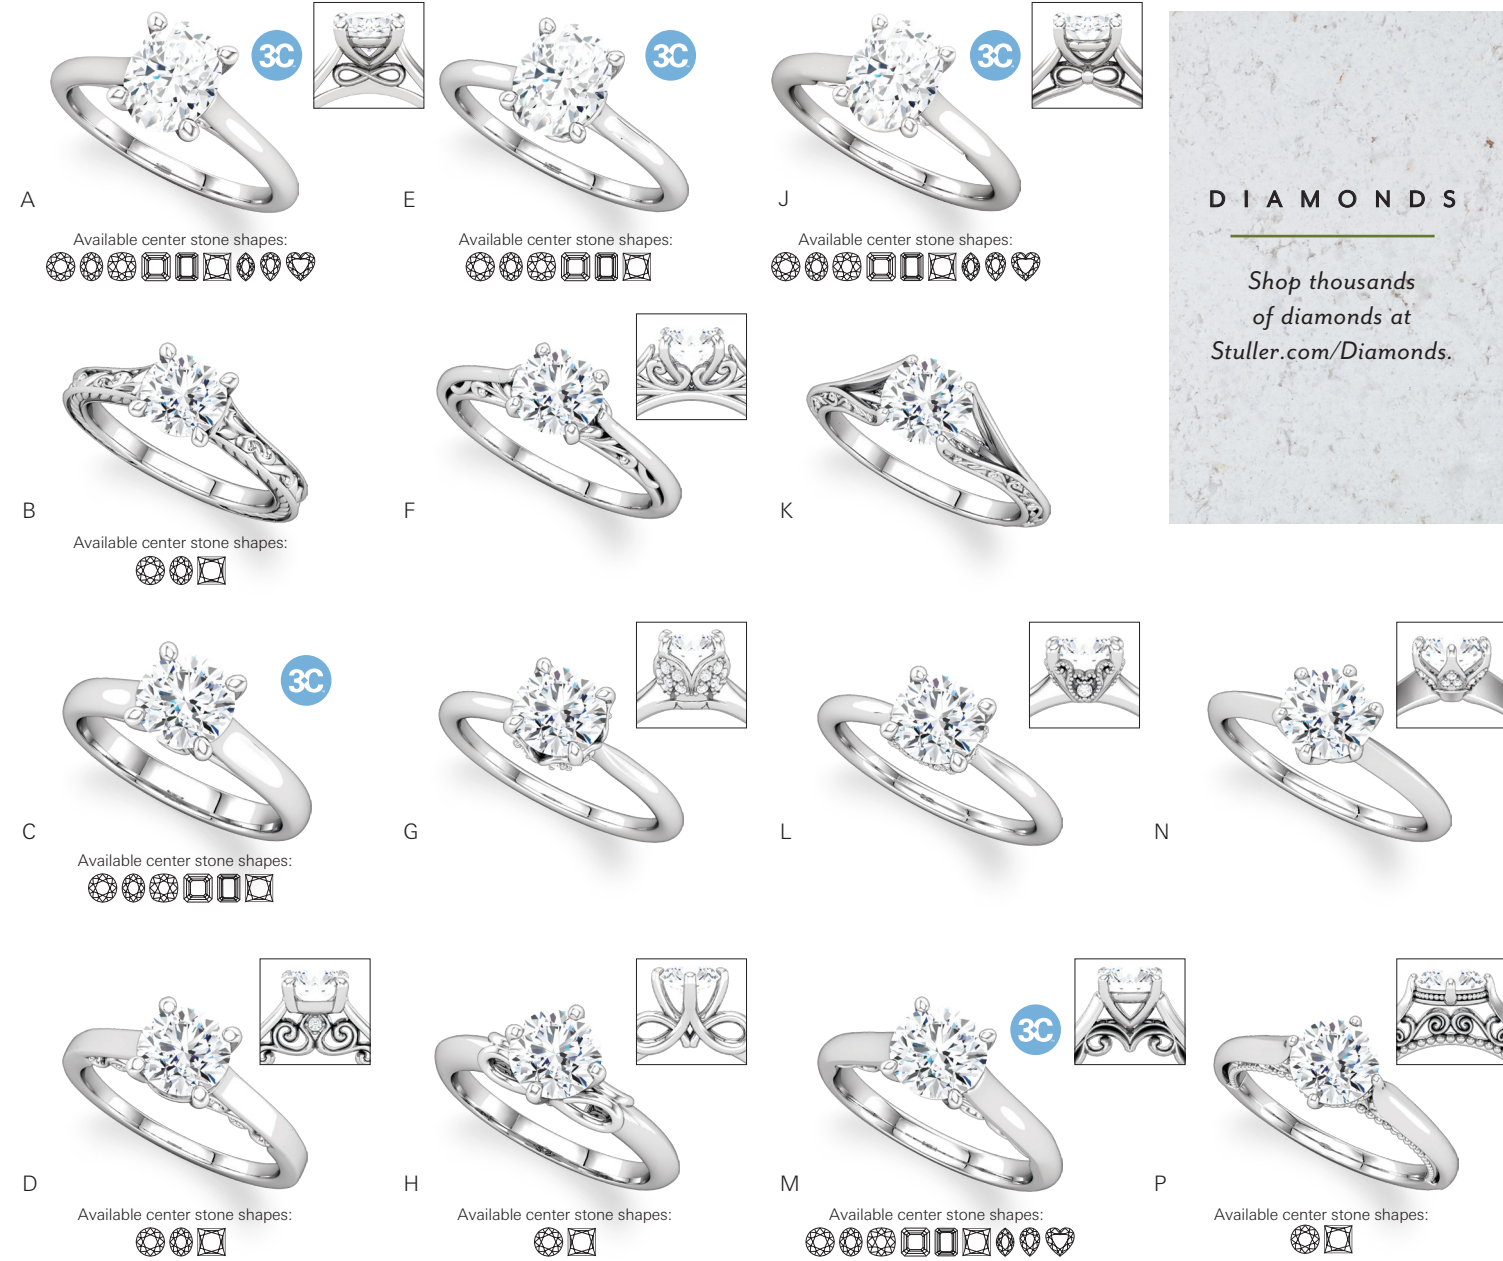 3C
3C
3C
A
E
J
Available center stone shapes:
Available center stone shapes:
Available center stone shapes:
DIAMONDS
Shop thousands
of diamonds at
Stuller.com/Diamonds.
B
F
K
Available center stone shapes:
3C
C
G
L
N
Available center stone shapes:
3C
D
H
M
P
Available center stone shapes:
Available center stone shapes:
Available center stone shapes:
Available center stone shapes: